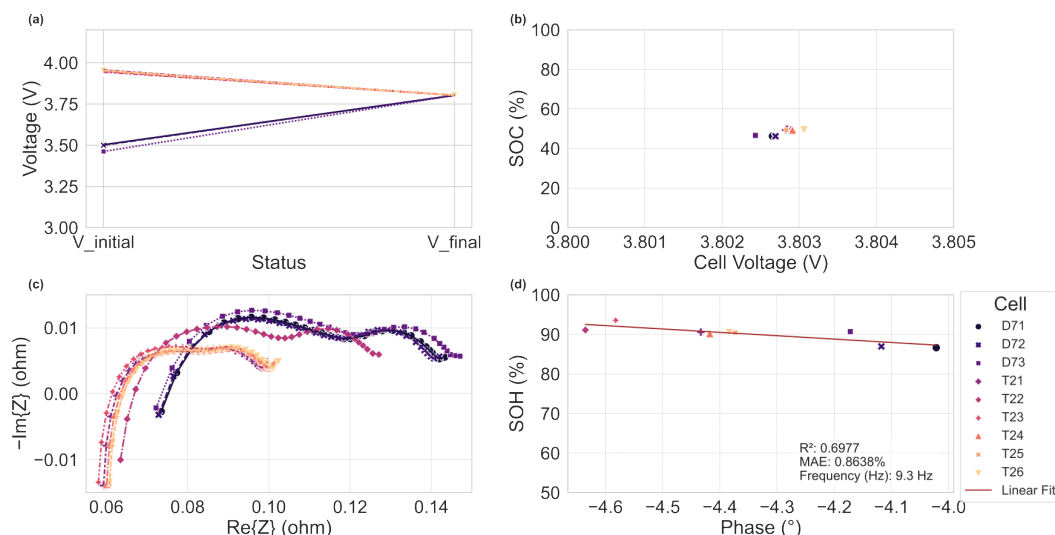 (a)
4.00
3.75
3.50
3.25
3.00
Voltage (V)
V_initial
V_final
Status
(b)
100
80
60
40
20
0
SOC (%)
3.800
3.801
3.802
3.803
3.804
3.805
Cell Voltage (V)
(c)
0.01
0.00
−0.01
−Im{Z} (ohm)
0.06
0.08
0.10
0.12
0.14
Re{Z} (ohm)
(d)
100
90
80
70
60
50
SOH (%)
R²: 0.6977
MAE: 0.8638%
Frequency (Hz): 9.3 Hz
−4.6
−4.5
−4.4
−4.3
−4.2
−4.1
−4.0
Phase (°)
Cell
D71
D72
D73
T21
T22
T23
T24
T25
T26
Linear Fit